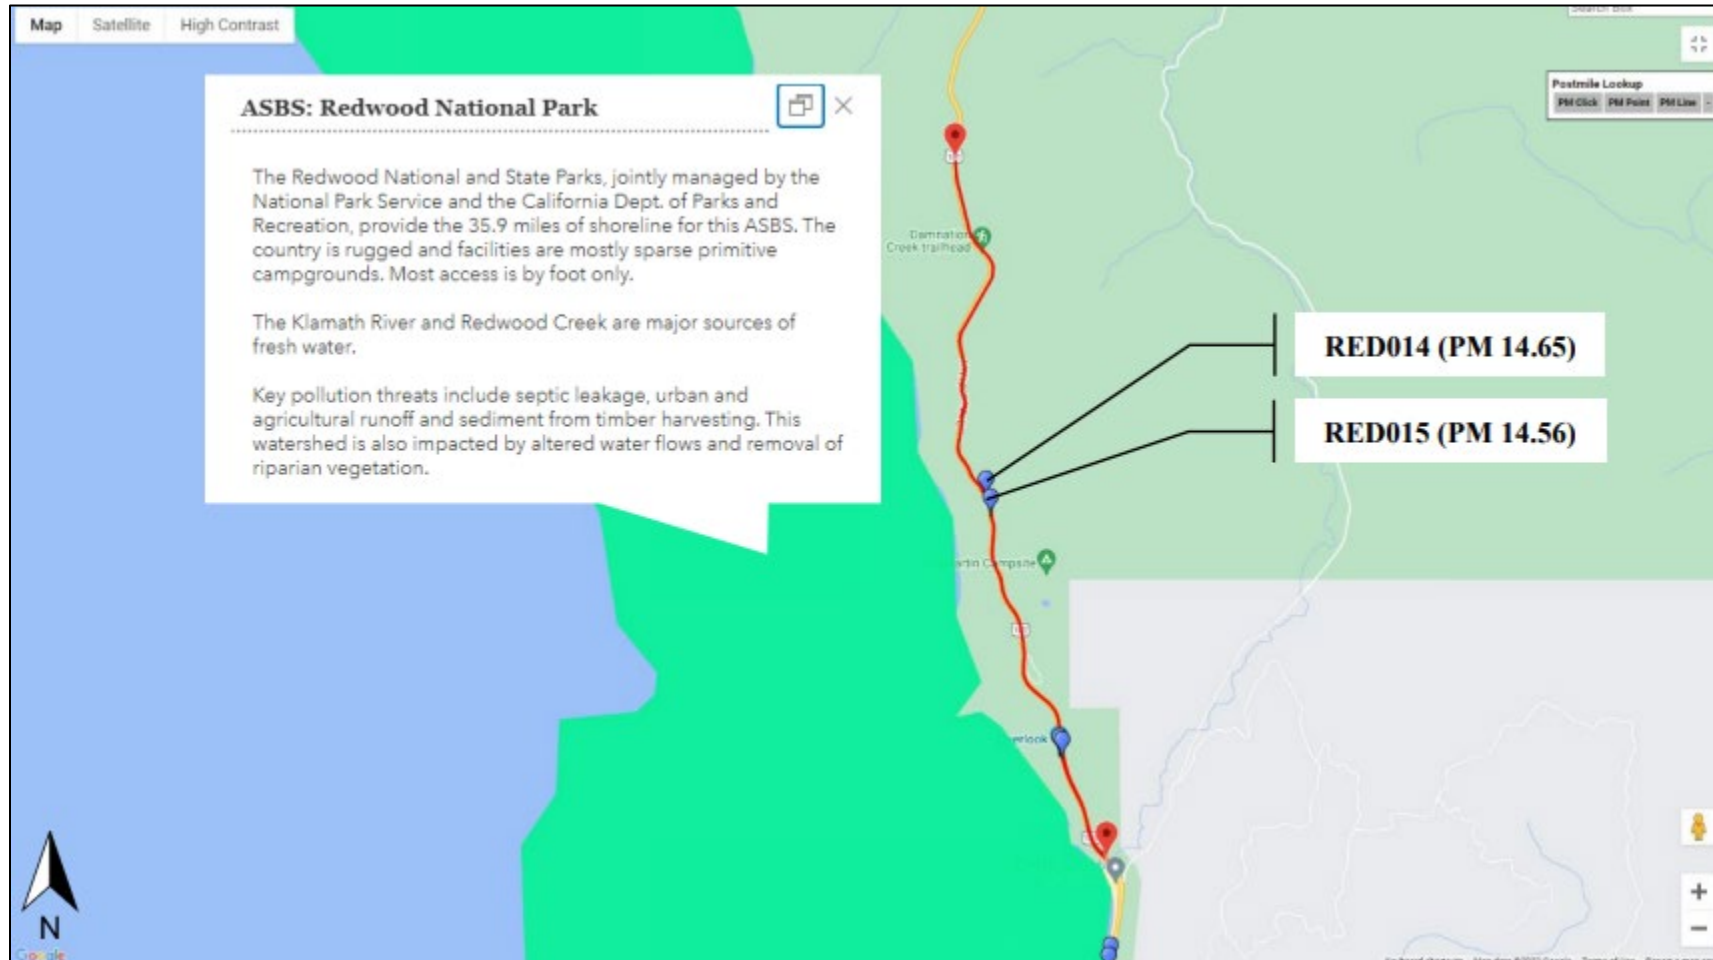 Map Satellite High Contrast
Search Box
Postmile Lookup
PM Click PM Point PM Line -
ASBS: Redwood National Park
The Redwood National and State Parks, jointly managed by the
National Park Service and the California Dept. of Parks and
Recreation, provide the 35.9 miles of shoreline for this ASBS. The
country is rugged and facilities are mostly sparse primitive
campgrounds. Most access is by foot only.
The Klamath River and Redwood Creek are major sources of
fresh water.
Key pollution threats include septic leakage, urban and
agricultural runoff and sediment from timber harvesting. This
watershed is also impacted by altered water flows and removal of
riparian vegetation.
Damnation
Creek trailhead
RED014 (PM 14.65)
RED015 (PM 14.56)
artin Campsite
erlook
N
Google
+
−